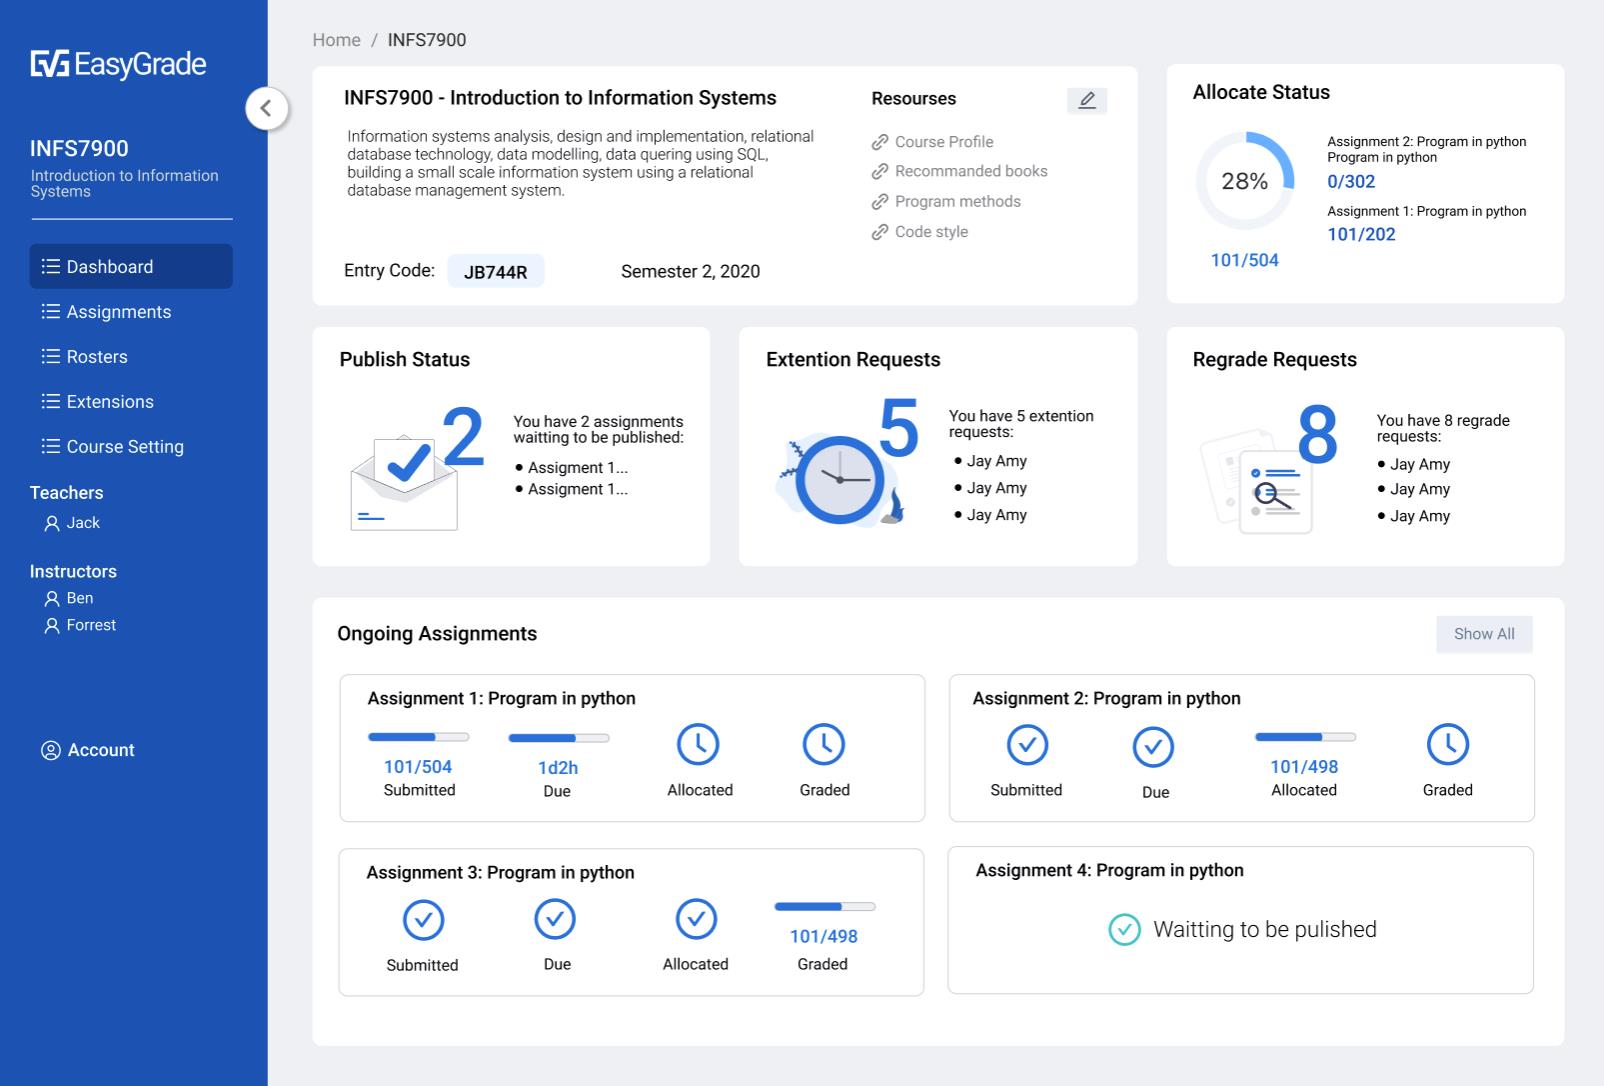 EasyGrade
INFS7900
Introduction to Information
Systems
Dashboard
Assignments
Rosters
Extensions
Course Setting
Teachers
Jack
Instructors
Ben
Forrest
Account
Home / INFS7900
INFS7900 - Introduction to Information Systems
Information systems analysis, design and implementation, relational
database technology, data modelling, data quering using SQL,
building a small scale information system using a relational
database management system.
Entry Code: JB744R
Semester 2, 2020
Resourses
Course Profile
Recommanded books
Program methods
Code style
Allocate Status
28%
101/504
Assignment 2: Program in python
Program in python
0/302
Assignment 1: Program in python
101/202
Publish Status
2
You have 2 assignments
waitting to be published:
• Assigment 1...
• Assigment 1...
Extention Requests
5
You have 5 extention
requests:
• Jay Amy
• Jay Amy
• Jay Amy
Regrade Requests
8
You have 8 regrade
requests:
• Jay Amy
• Jay Amy
• Jay Amy
Ongoing Assignments
Show All
Assignment 1: Program in python
101/504
Submitted
1d2h
Due
Allocated
Graded
Assignment 2: Program in python
Submitted
Due
101/498
Allocated
Graded
Assignment 3: Program in python
Submitted
Due
Allocated
101/498
Graded
Assignment 4: Program in python
Waitting to be pulished